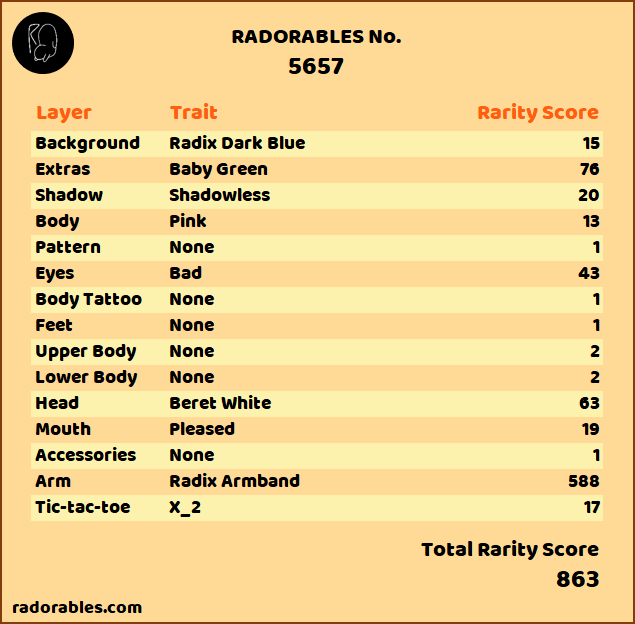 RADORABLES No.
5657
Layer Trait Rarity Score
Background Radix Dark Blue 15
Extras Baby Green 76
Shadow Shadowless 20
Body Pink 13
Pattern None 1
Eyes Bad 43
Body Tattoo None 1
Feet None 1
Upper Body None 2
Lower Body None 2
Head Beret White 63
Mouth Pleased 19
Accessories None 1
Arm Radix Armband 588
Tic-tac-toe X_2 17
Total Rarity Score
863
radorables.com